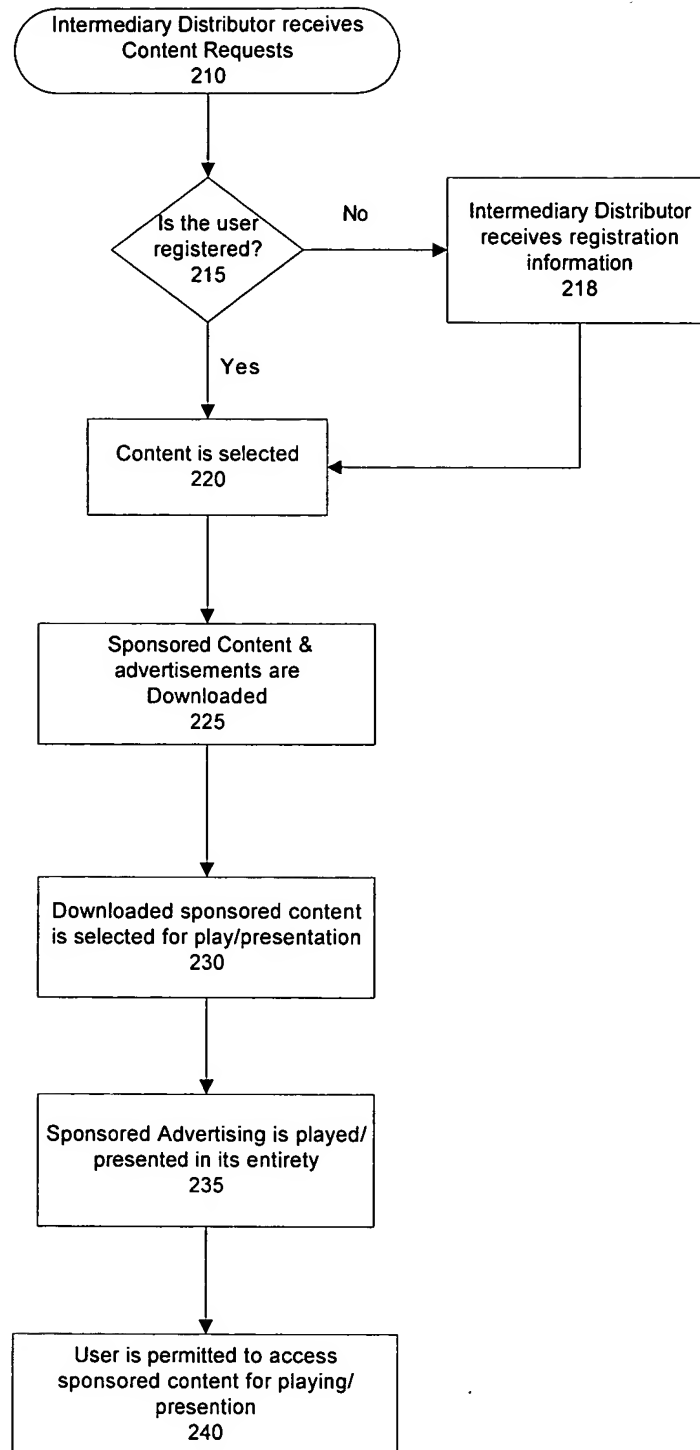 Intermediary Distributor receives
Content Requests
210
Is the user
registered?
215
No
Intermediary Distributor
receives registration
information
218
Yes
Content is selected
220
Sponsored Content &
advertisements are
Downloaded
225
Downloaded sponsored content
is selected for play/presentation
230
Sponsored Advertising is played/
presented in its entirety
235
User is permitted to access
sponsored content for playing/
presention
240